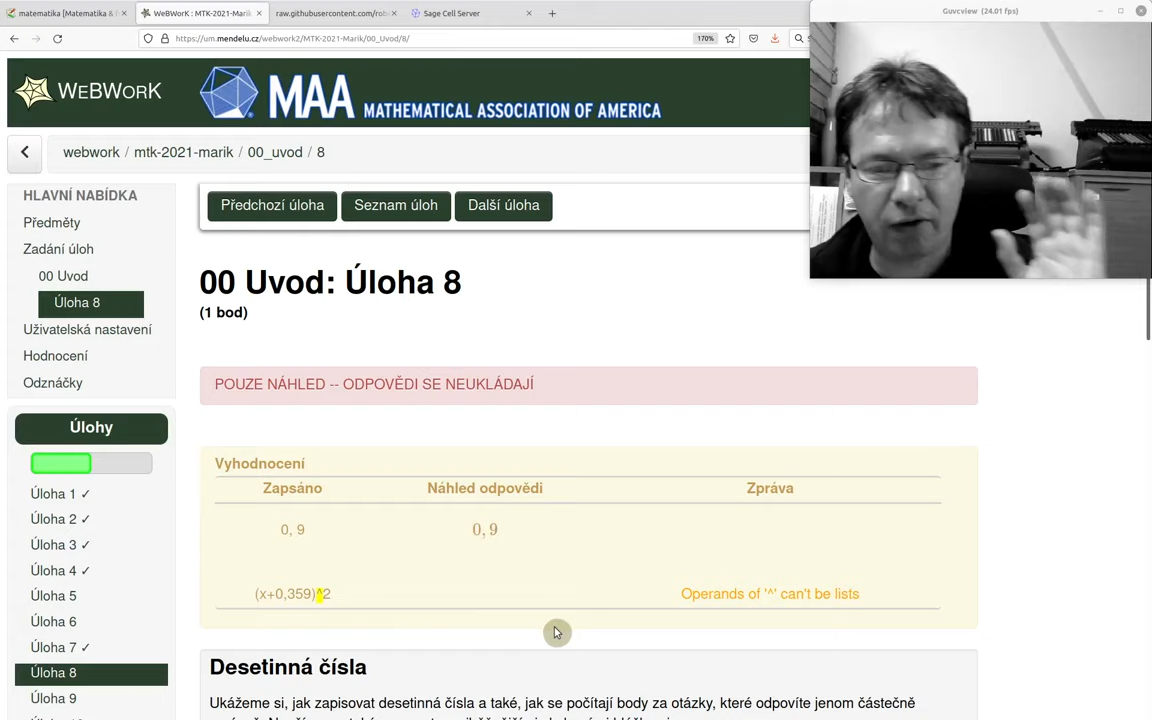 matematika [Matematika &
WeBWorK : MTK-2021-Marik
raw.githubusercontent.com/rob
Sage Cell Server
Guvcview (24.01 fps)
https://um.mendelu.cz/webwork2/MTK-2021-Marik/00_Uvod/8/
170%
WEBWORK
MAA MATHEMATICAL ASSOCIATION OF AMERICA
webwork / mtk-2021-marik / 00_uvod / 8
HLAVNÍ NABÍDKA
Předměty
Zadání úloh
00 Uvod
Úloha 8
Uživatelská nastavení
Hodnocení
Odznáčky
Úlohy
Úloha 1 ✓
Úloha 2 ✓
Úloha 3 ✓
Úloha 4 ✓
Úloha 5
Úloha 6
Úloha 7 ✓
Úloha 8
Úloha 9
Předchozí úloha
Seznam úloh
Další úloha
00 Uvod: Úloha 8
(1 bod)
POUZE NÁHLED -- ODPOVĚDI SE NEUKLÁDAJÍ
Vyhodnocení
Zapsáno Náhled odpovědi Zpráva
0, 9 0, 9
(x+0,359)^2 Operands of '^' can't be lists
Desetinná čísla
Ukážeme si, jak zapisovat desetinná čísla a také, jak se počítají body za otázky, které odpovíte jenom částečně